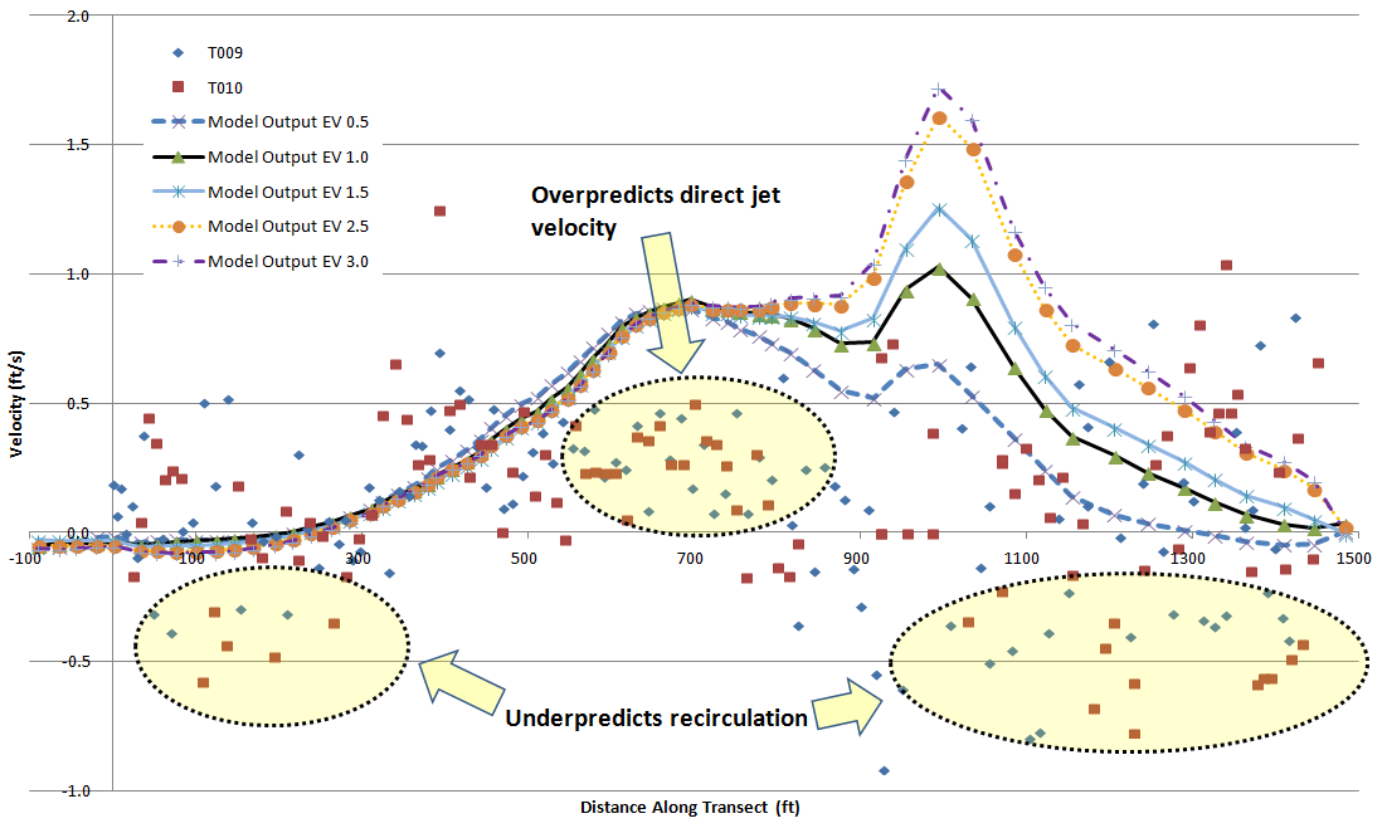 2.0
1.5
1.0
0.5
0.0
-0.5
-1.0
Velocity (ft/s)
T009
T010
Model Output EV 0.5
Model Output EV 1.0
Model Output EV 1.5
Model Output EV 2.5
Model Output EV 3.0
Overpredicts direct jet
velocity
-100 100 300 500 700 900 1100 1300 1500
Underpredicts recirculation
Distance Along Transect (ft)